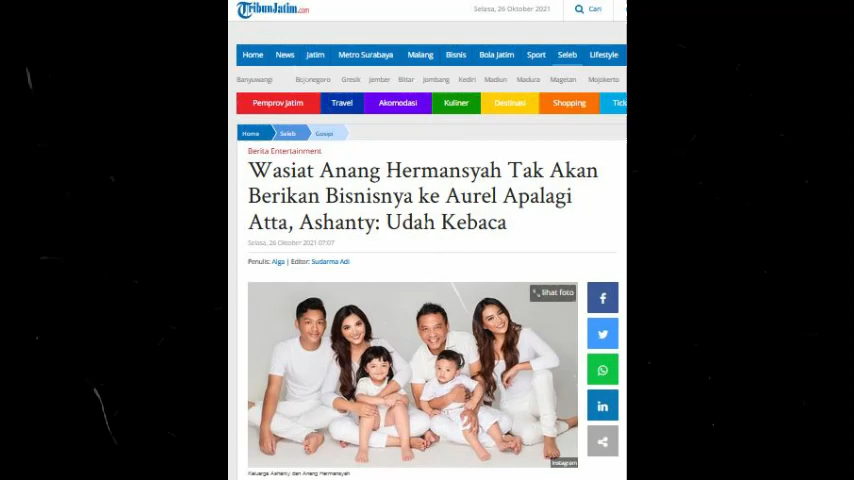 TribunJatim.com
Selasa, 26 Oktober 2021
Cari
Home News Jatim Metro Surabaya Malang Bisnis Bola Jatim Sport Seleb Lifestyle
Banyuwangi Bojonegoro Gresik Jember Blitar Jombang Kediri Madiun Madura Magetan Mojokerto
Pemprov Jatim Travel Akomodasi Kuliner Destinasi Shopping Tick
Home Seleb Gosipi
Berita Entertainment
Wasiat Anang Hermansyah Tak Akan
Berikan Bisnisnya ke Aurel Apalagi
Atta, Ashanty: Udah Kebaca
Selasa, 26 Oktober 2021 07:07
Penulis: Alga | Editor: Sudarma Adi
lihat foto
Instagram
Keluarga Ashanty dan Anang Hermansyah